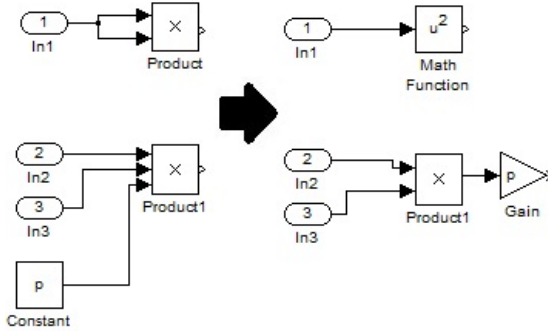 1
In1
×
Product
2
In2
3
In3
×
Product1
p
Constant
1
In1
u²
Math
Function
2
In2
3
In3
×
Product1
p
Gain